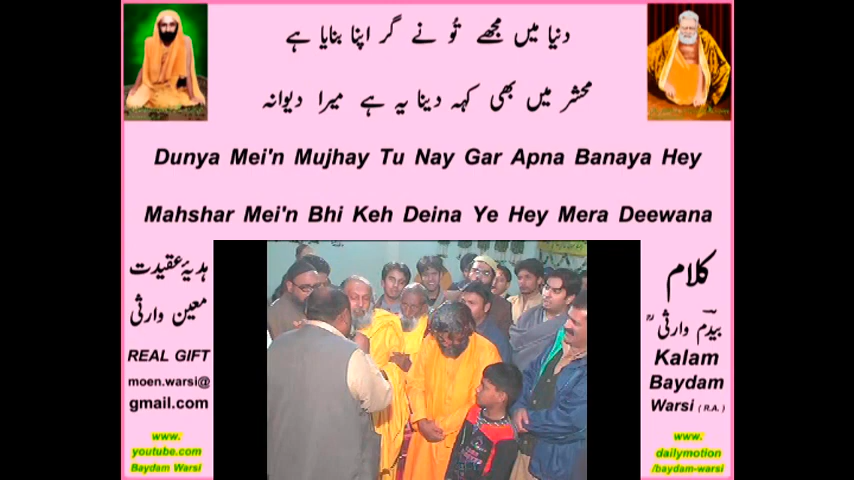 دنیا میں مجھے تُو نے گر اپنا بنایا ہے
محشر میں بھی کہہ دینا یہ ہے میرا دیوانہ
Dunya Mei'n Mujhay Tu Nay Gar Apna Banaya Hey
Mahshar Mei'n Bhi Keh Deina Ye Hey Mera Deewana
ہدیۂ عقیدت
معین وارثی
REAL GIFT
moen.warsi@
gmail.com
www.
youtube.com
Baydam Warsi
کلام
بیدؔم وارثی ؒ
Kalam
Baydam
Warsi ( R.A. )
www.
dailymotion
/baydam-warsi